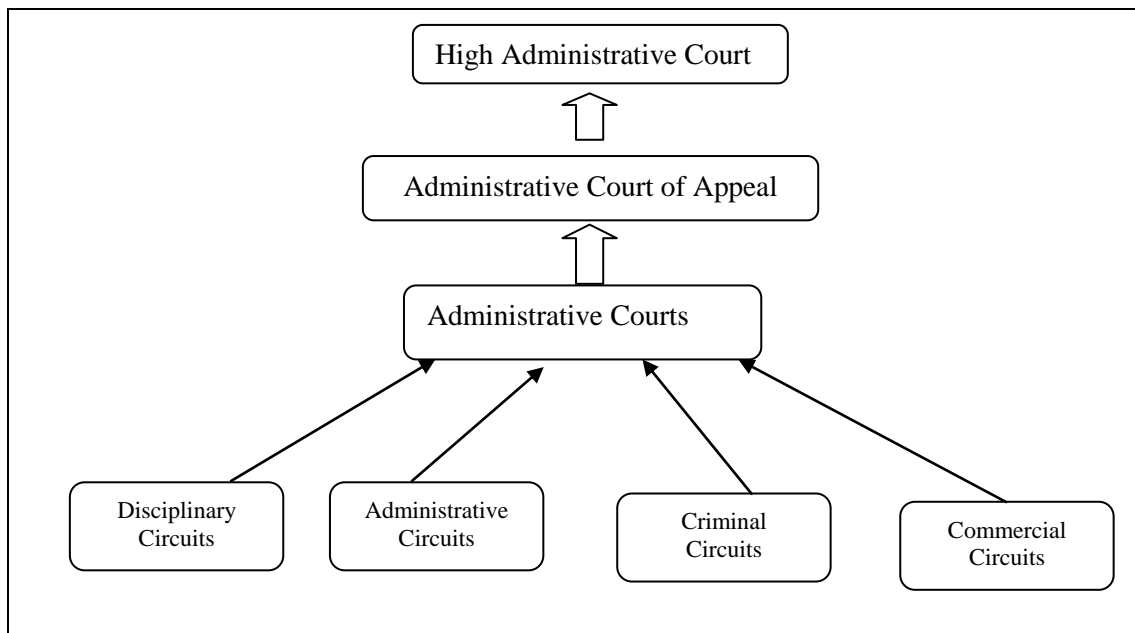 High Administrative Court
Administrative Court of Appeal
Administrative Courts
Disciplinary
Circuits
Administrative
Circuits
Criminal
Circuits
Commercial
Circuits